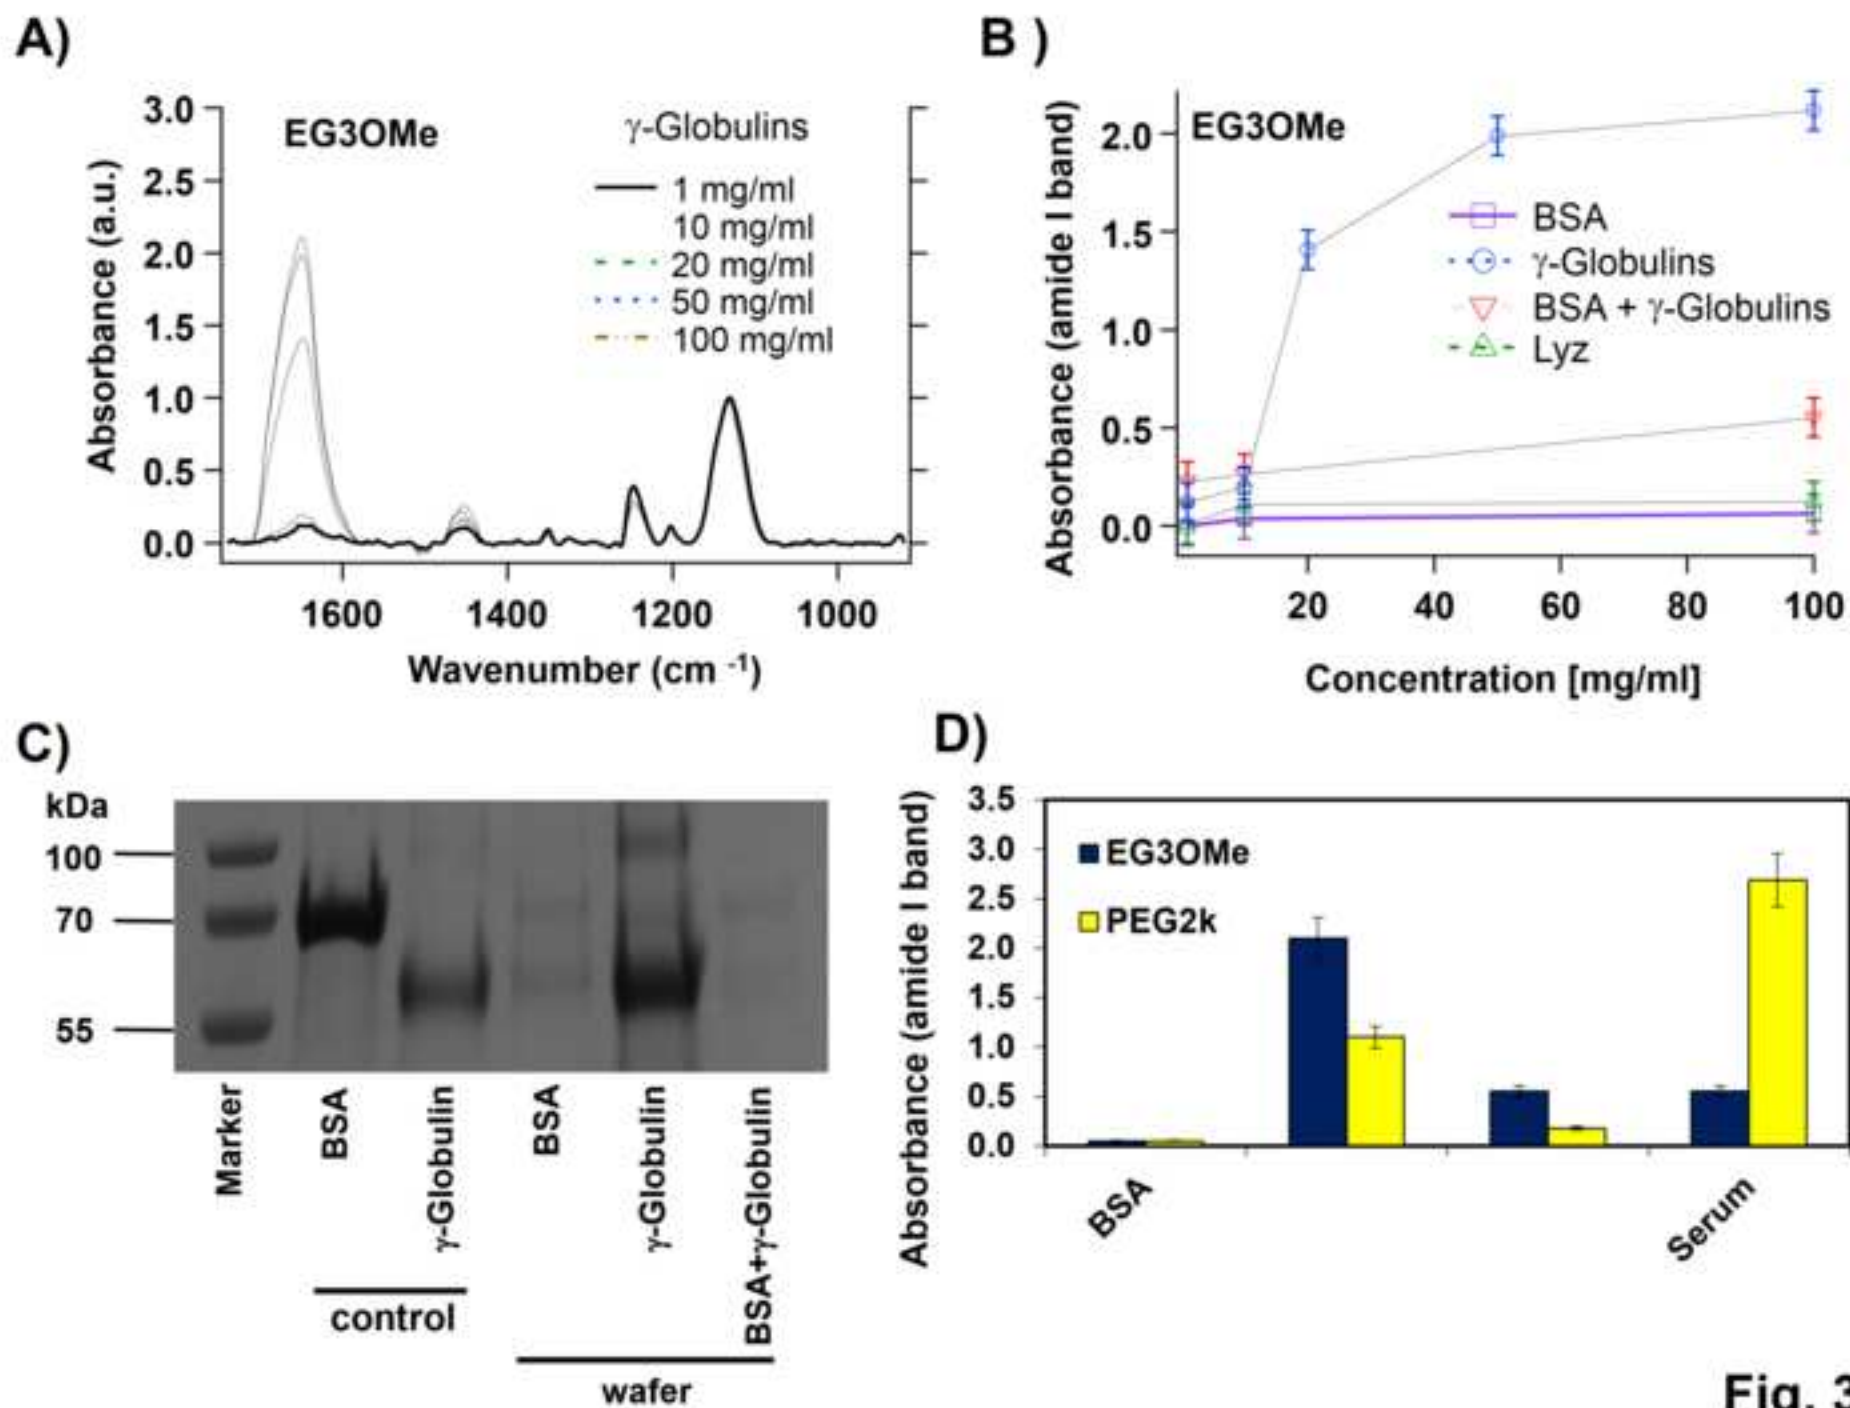 A)
EG3OMe
γ-Globulins
1 mg/ml
10 mg/ml
20 mg/ml
50 mg/ml
100 mg/ml
3.0
2.5
2.0
1.5
1.0
0.5
0.0
Absorbance (a.u.)
1600 1400 1200 1000
Wavenumber (cm -1)
B )
EG3OMe
BSA
γ-Globulins
BSA + γ-Globulins
Lyz
2.0
1.5
1.0
0.5
0.0
Absorbance (amide I band)
20 40 60 80 100
Concentration [mg/ml]
C)
kDa
100
70
55
Marker
BSA
γ-Globulin
BSA
γ-Globulin
BSA+γ-Globulin
control
wafer
D)
EG3OMe
PEG2k
3.5
3.0
2.5
2.0
1.5
1.0
0.5
0.0
Absorbance (amide I band)
BSA
Serum
Fig. 3